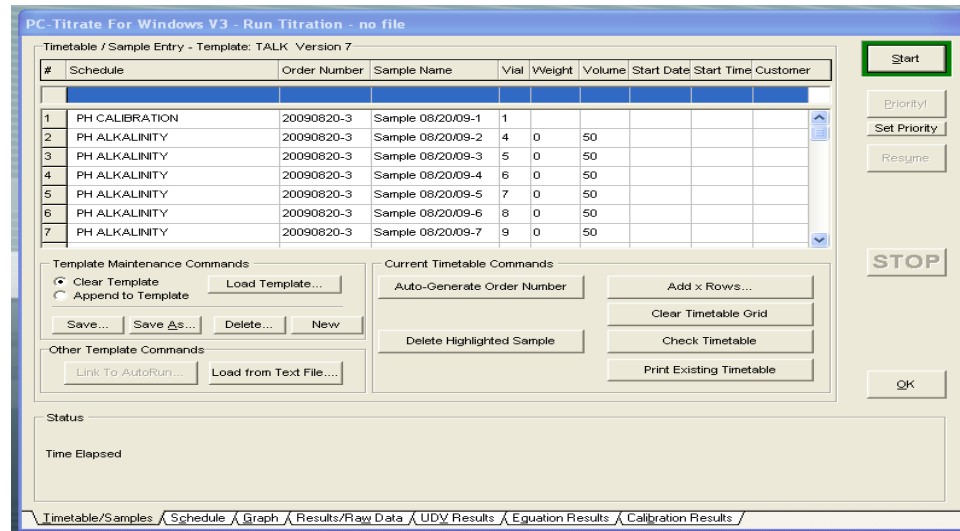 PC-Titrate For Windows V3 - Run Titration - no file
Timetable / Sample Entry - Template: TALK Version 7
# Schedule Order Number Sample Name Vial Weight Volume Start Date Start Time Customer
1 PH CALIBRATION 20090820-3 Sample 08/20/09-1 1
2 PH ALKALINITY 20090820-3 Sample 08/20/09-2 4 0 50
3 PH ALKALINITY 20090820-3 Sample 08/20/09-3 5 0 50
4 PH ALKALINITY 20090820-3 Sample 08/20/09-4 6 0 50
5 PH ALKALINITY 20090820-3 Sample 08/20/09-5 7 0 50
6 PH ALKALINITY 20090820-3 Sample 08/20/09-6 8 0 50
7 PH ALKALINITY 20090820-3 Sample 08/20/09-7 9 0 50
Start
Priority!
Set Priority
Resume
STOP
OK
Template Maintenance Commands
Clear Template
Append to Template
Load Template...
Save... Save As... Delete... New
Other Template Commands
Link To AutoRun... Load from Text File....
Current Timetable Commands
Auto-Generate Order Number
Delete Highlighted Sample
Add x Rows...
Clear Timetable Grid
Check Timetable
Print Existing Timetable
Status
Time Elapsed
Timetable/Samples Schedule Graph Results/Raw Data UDV Results Equation Results Calibration Results